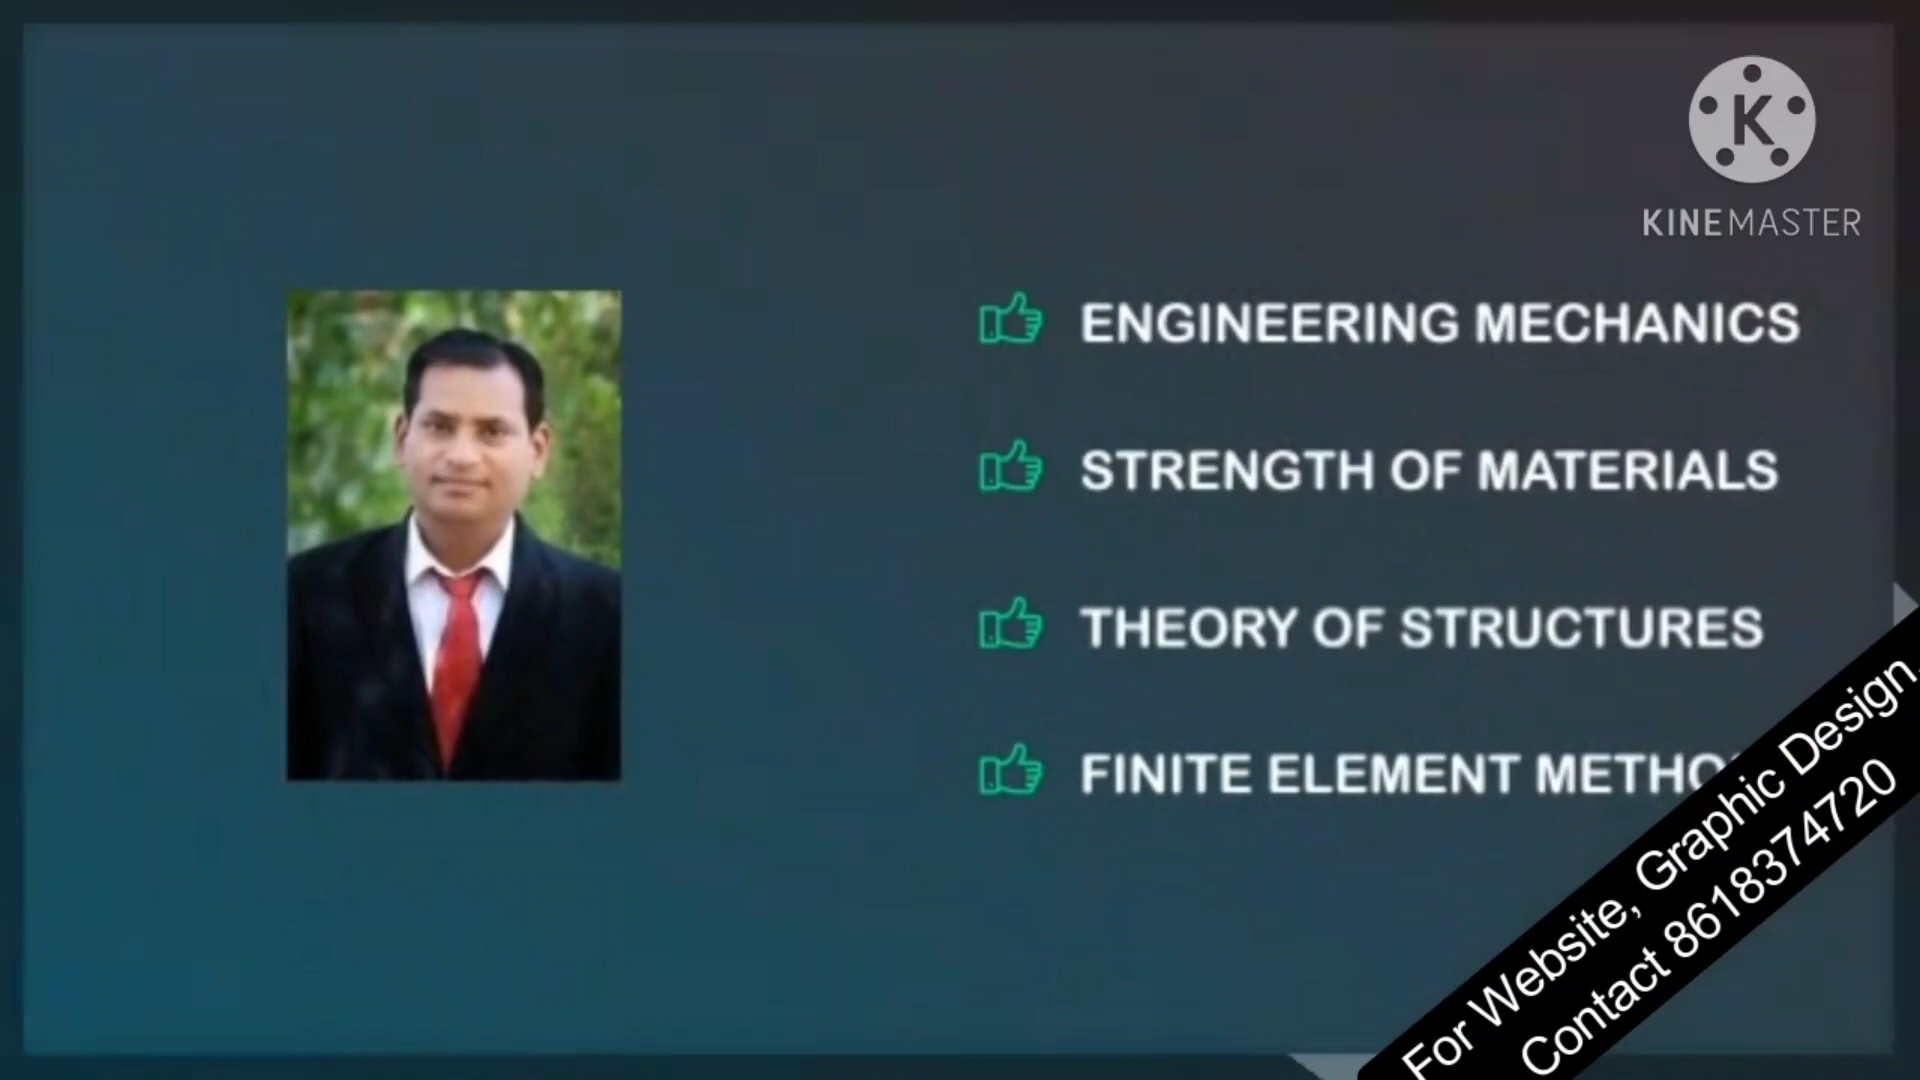 K
KINEMASTER
ENGINEERING MECHANICS
STRENGTH OF MATERIALS
THEORY OF STRUCTURES
FINITE ELEMENT
For Website, Graphic Design,
Contact 8618374720